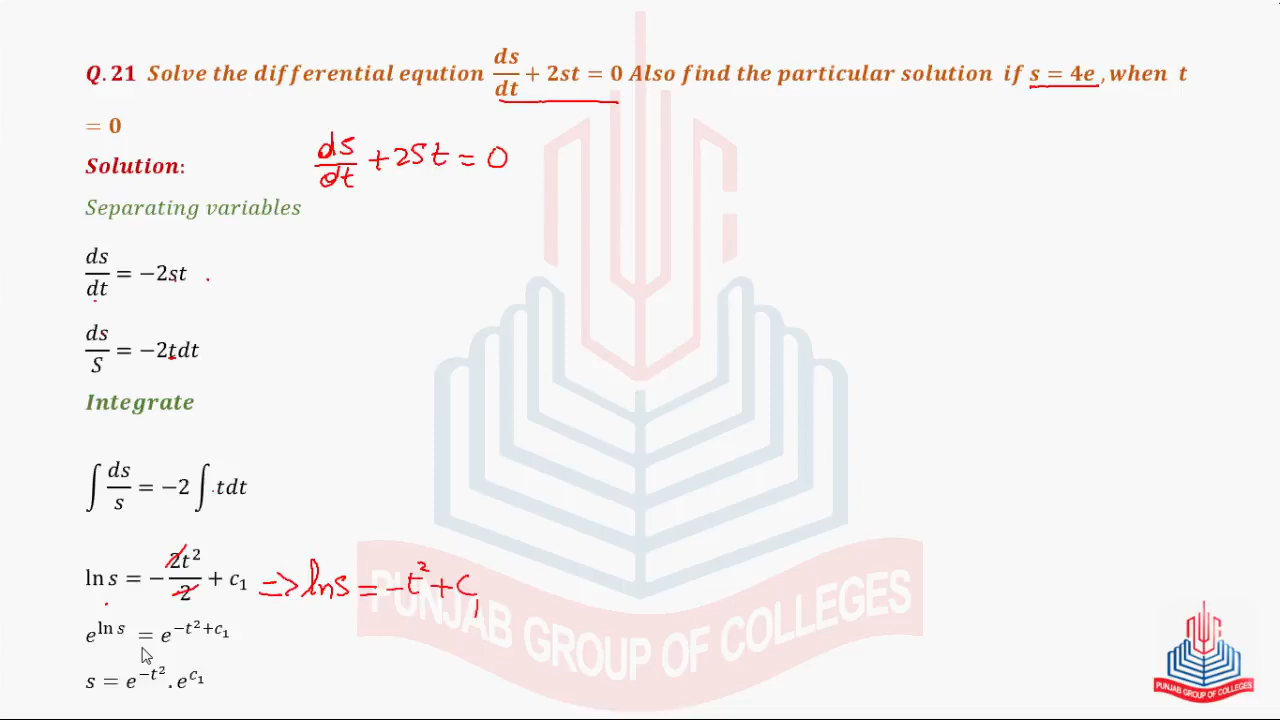 Q.21 Solve the differential eqution ds/dt + 2st = 0 Also find the particular solution if s = 4e ,when t
= 0
Solution:
ds/dt + 2st = 0
Separating variables
ds/dt = −2st
ds/S = −2tdt
Integrate
∫ ds/s = −2 ∫ tdt
ln s = − 2t²/2 + c₁ => ln s = −t² + c₁
e^(ln s) = e^(−t²+c₁)
s = e^(−t²) . e^(c₁)
PUNJAB GROUP OF COLLEGES
PUNJAB GROUP OF COLLEGES